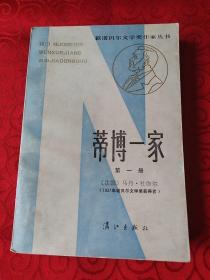 获诺贝尔文学奖作家丛书
蒂博一家
第一册
〔法国〕马丹·杜伽尔
（1937年诺贝尔文学奖获得者）
漓江出版社